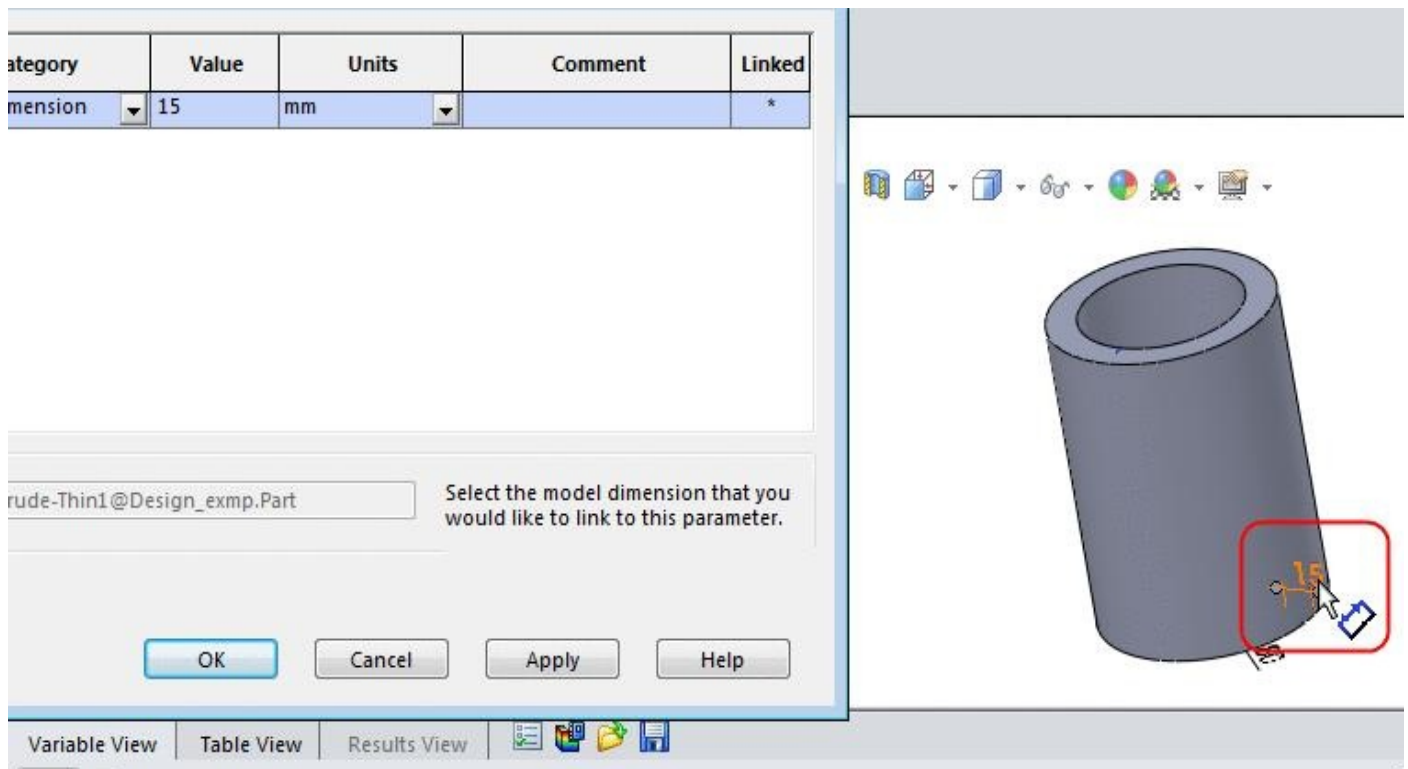 ategory Value Units Comment Linked
mension 15 mm *
rude-Thin1@Design_exmp.Part
Select the model dimension that you
would like to link to this parameter.
15
OK Cancel Apply Help
Variable View Table View Results View